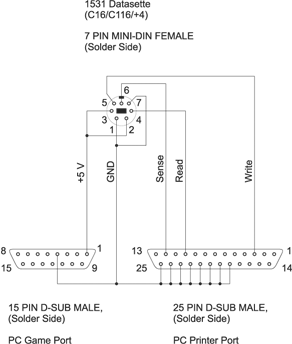 1531 Datasette
(C16/C116/+4)
7 PIN MINI-DIN FEMALE
(Solder Side)
6
5 7
3 4
1 2
+5 V
GND
Sense
Read
Write
8 1
15 9
13 1
25 14
15 PIN D-SUB MALE,
(Solder Side)
PC Game Port
25 PIN D-SUB MALE,
(Solder Side)
PC Printer Port